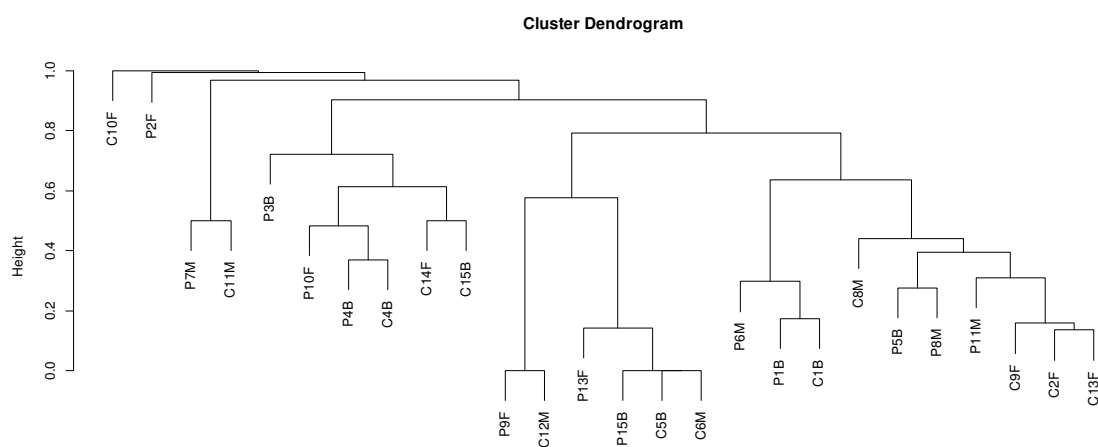 Cluster Dendrogram
Height
1.0
0.8
0.6
0.4
0.2
0.0
C10F
P2F
P7M
C11M
P3B
P10F
P4B
C4B
C14F
C15B
P9F
C12M
P13F
P15B
C5B
C6M
P6M
P1B
C1B
C8M
P5B
P8M
P11M
C9F
C2F
C13F